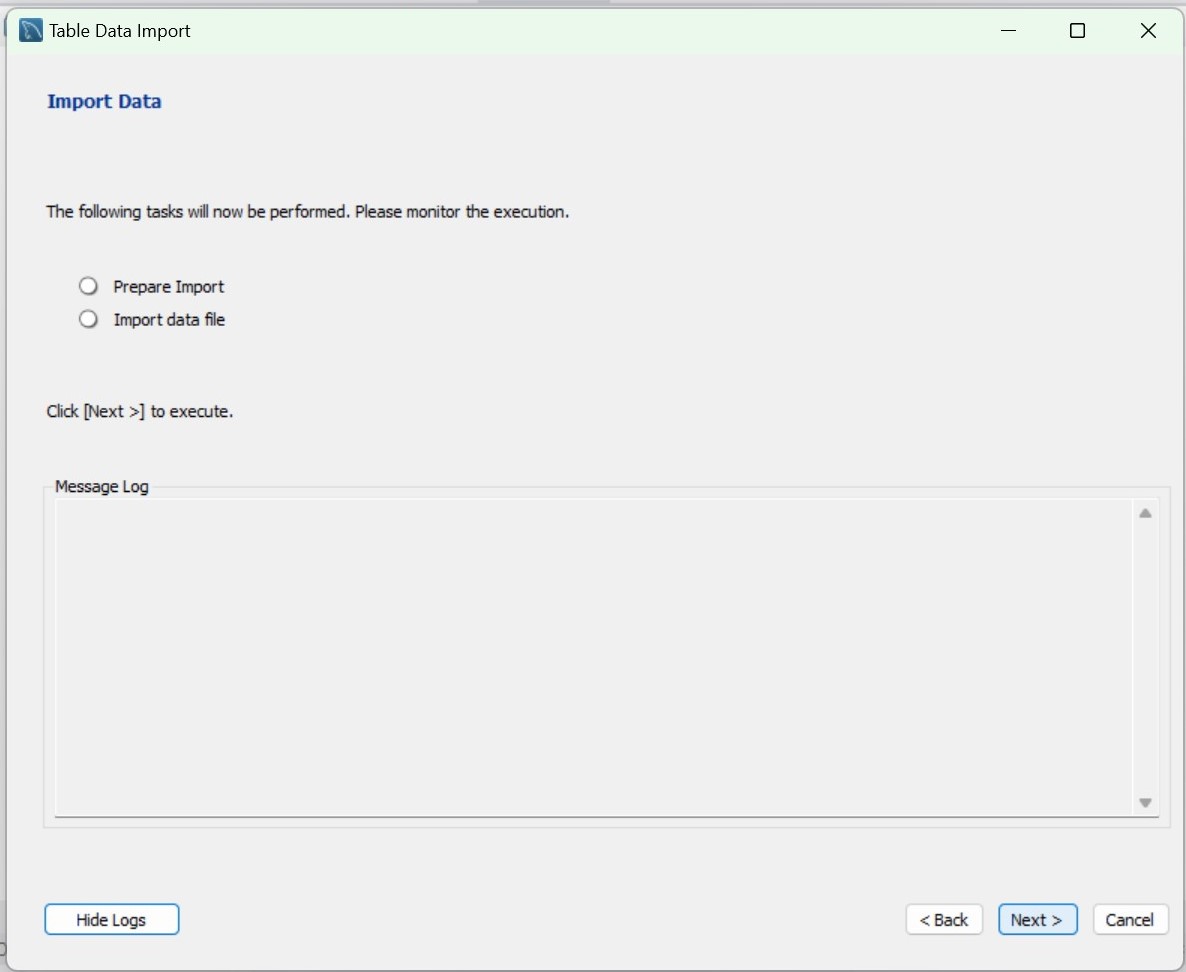 Table Data Import
Import Data
The following tasks will now be performed. Please monitor the execution.
Prepare Import
Import data file
Click [Next >] to execute.
Message Log
Hide Logs
< Back
Next >
Cancel